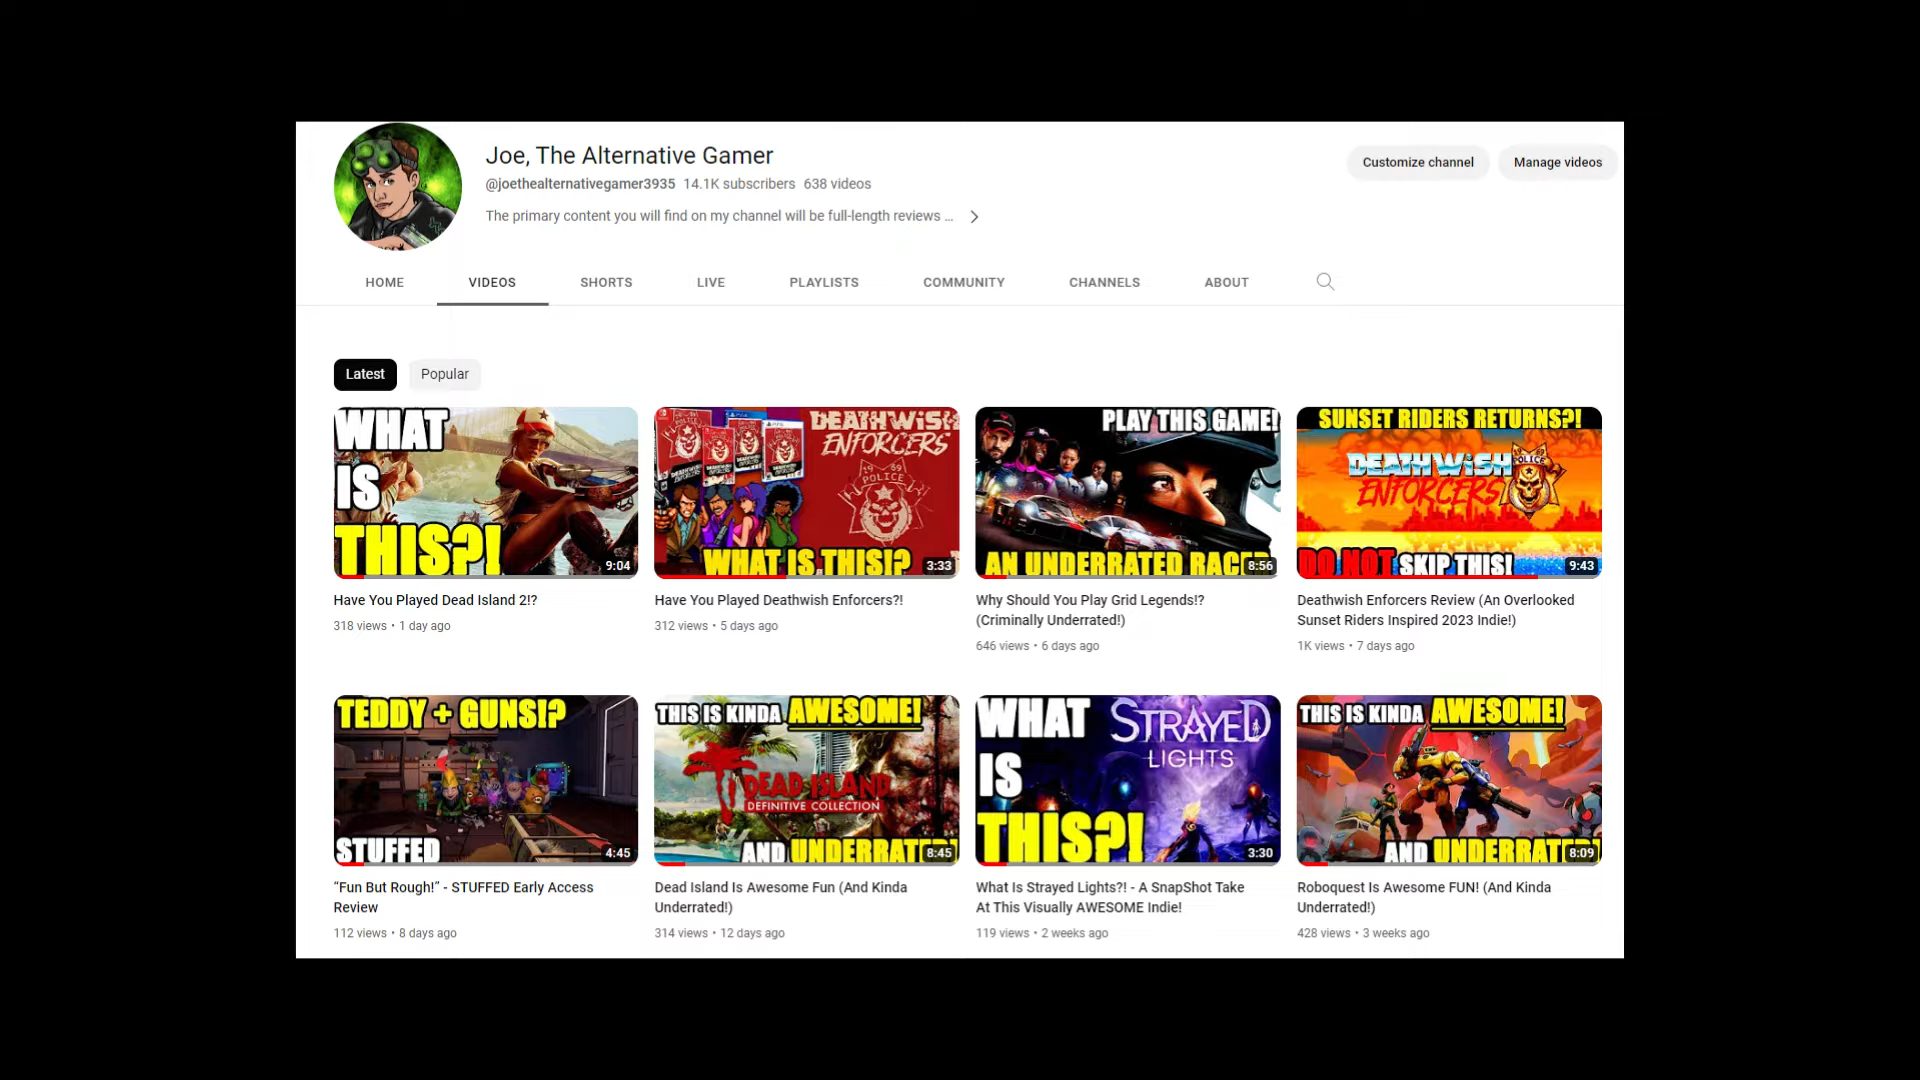 Joe, The Alternative Gamer
@joethealternativegamer3935 14.1K subscribers 638 videos
The primary content you will find on my channel will be full-length reviews ...
Customize channel
Manage videos
HOME
VIDEOS
SHORTS
LIVE
PLAYLISTS
COMMUNITY
CHANNELS
ABOUT
Latest
Popular
WHAT
IS
THIS?!
9:04
Have You Played Dead Island 2!?
318 views • 1 day ago
DEATHWISH
ENFORCERS
1969
POLICE
WHAT IS THIS!?
3:33
Have You Played Deathwish Enforcers?!
312 views • 5 days ago
PLAY THIS GAME!
AN UNDERRATED RACER
8:56
Why Should You Play Grid Legends!?
(Criminally Underrated!)
646 views • 6 days ago
SUNSET RIDERS RETURNS?!
DEATHWISH
ENFORCERS
POLICE
DO NOT SKIP THIS!
9:43
Deathwish Enforcers Review (An Overlooked
Sunset Riders Inspired 2023 Indie!)
1K views • 7 days ago
TEDDY + GUNS!?
STUFFED
4:45
“Fun But Rough!” - STUFFED Early Access
Review
112 views • 8 days ago
THIS IS KINDA AWESOME!
DEAD ISLAND
DEFINITIVE COLLECTION
AND UNDERRATED!
8:45
Dead Island Is Awesome Fun (And Kinda
Underrated!)
314 views • 12 days ago
WHAT
IS
THIS?!
STRAYED
LIGHTS
3:30
What Is Strayed Lights?! - A SnapShot Take
At This Visually AWESOME Indie!
119 views • 2 weeks ago
THIS IS KINDA AWESOME!
AND UNDERRATED!
8:09
Roboquest Is Awesome FUN! (And Kinda
Underrated!)
428 views • 3 weeks ago